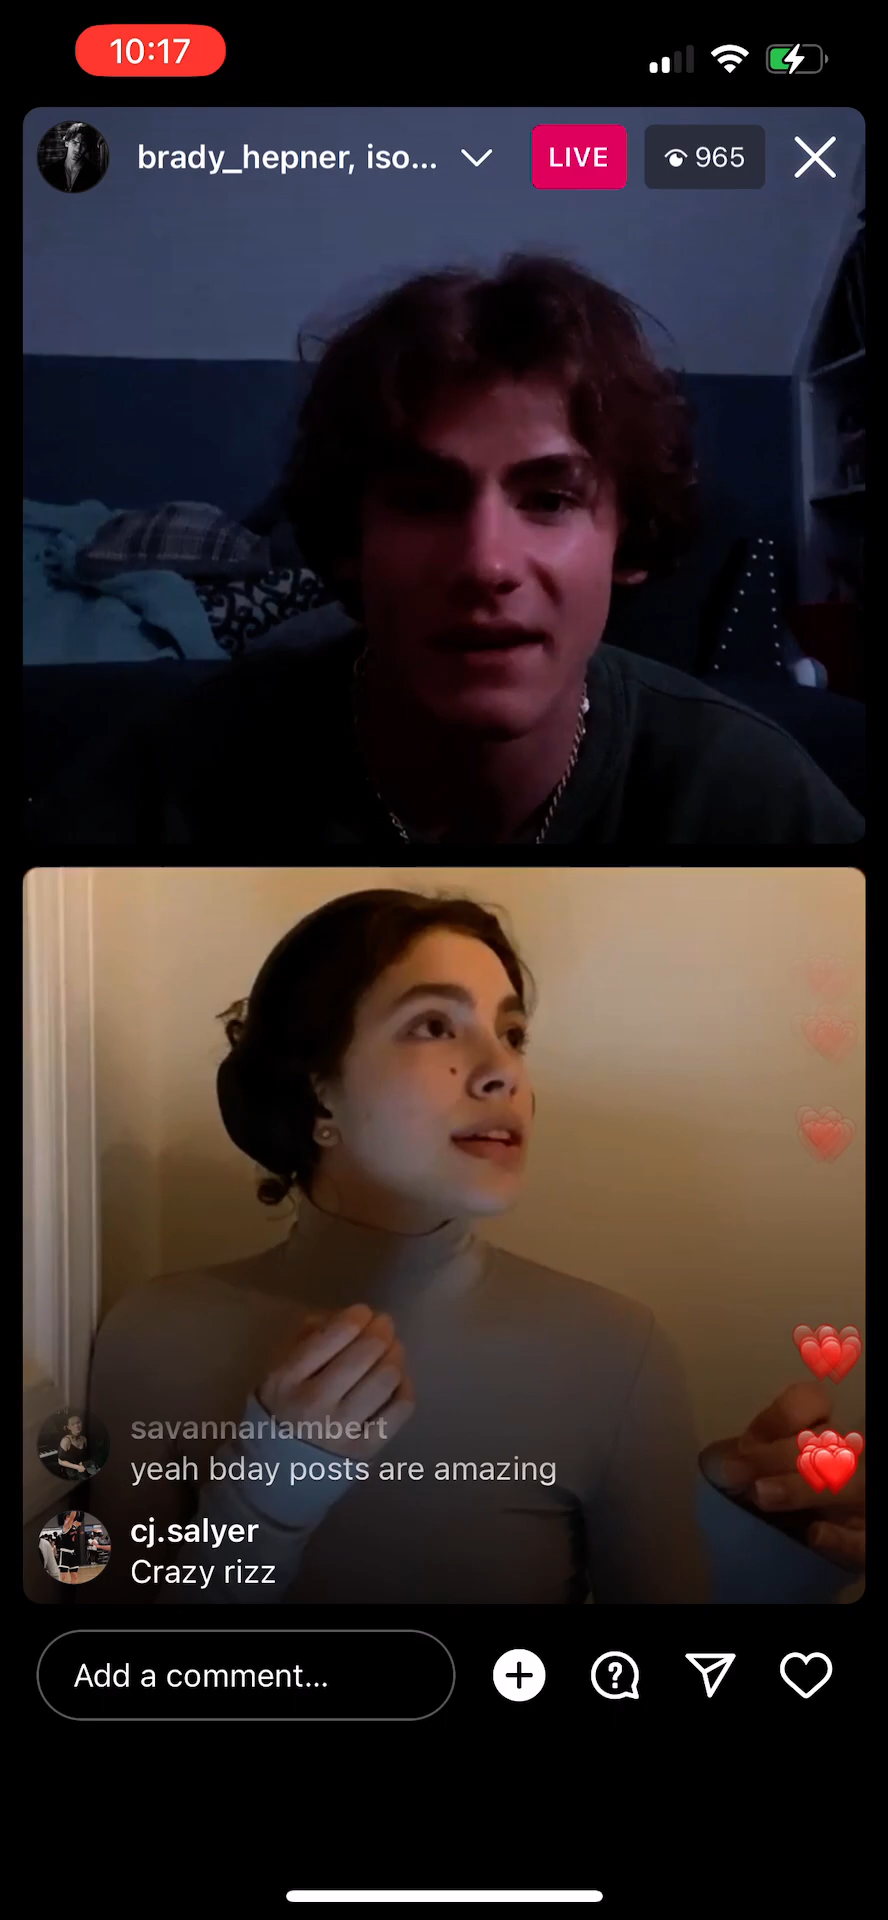 10:17
brady_hepner, iso...
LIVE
965
savannarlambert
yeah bday posts are amazing
cj.salyer
Crazy rizz
Add a comment...